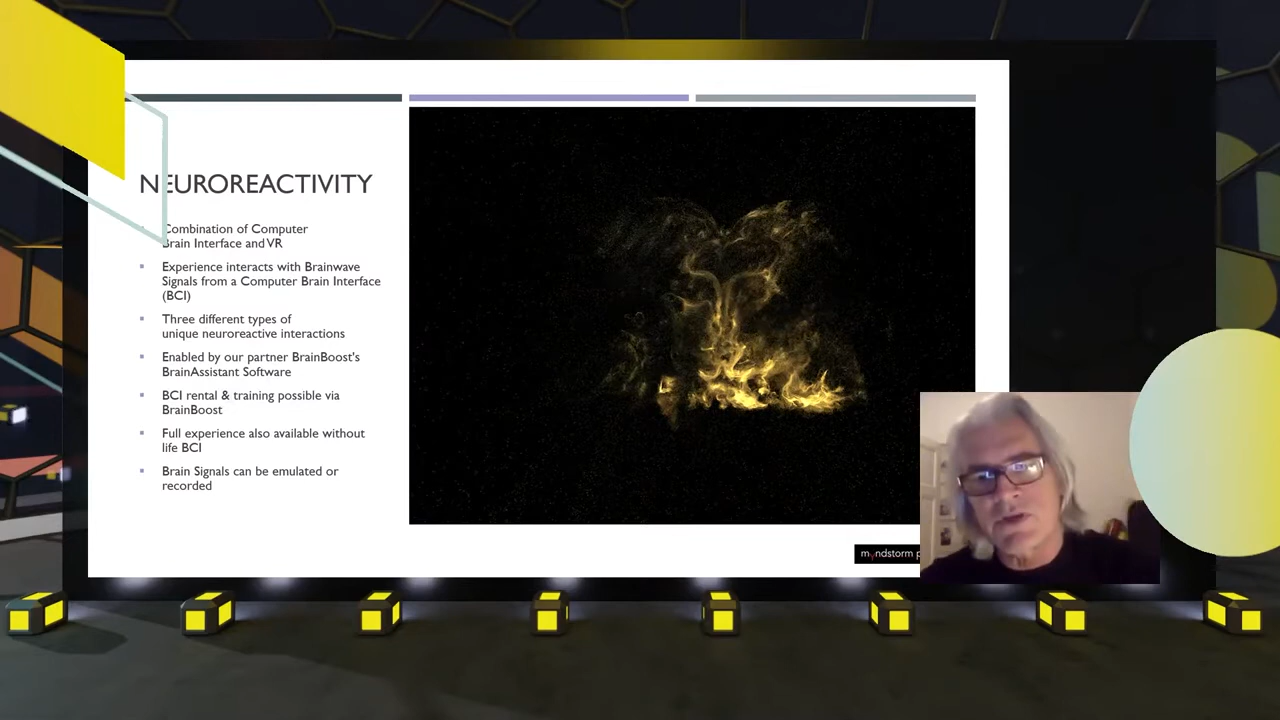 NEUROREACTIVITY
Combination of Computer
Brain Interface and VR
Experience interacts with Brainwave
Signals from a Computer Brain Interface
(BCI)
Three different types of
unique neuroreactive interactions
Enabled by our partner BrainBoost's
BrainAssistant Software
BCI rental & training possible via
BrainBoost
Full experience also available without
life BCI
Brain Signals can be emulated or
recorded
myndstorm p